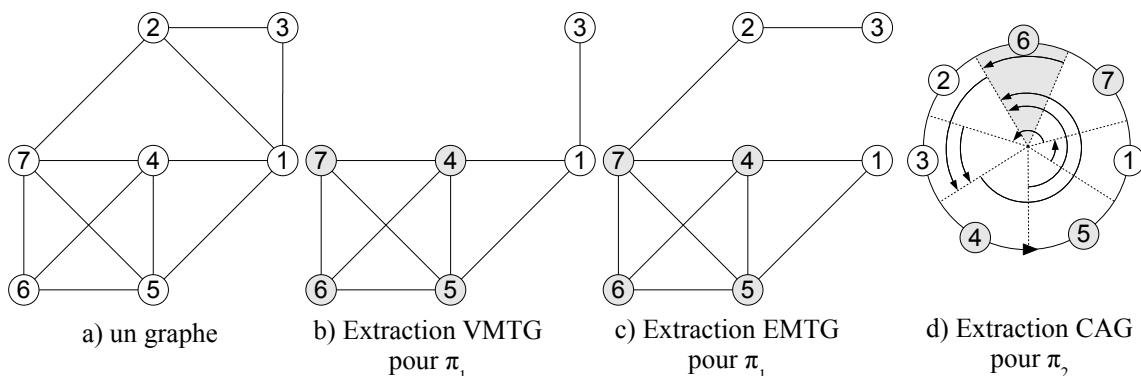 2 3
7 4 1
6 5
a) un graphe
3
7 4 1
6 5
b) Extraction VMTG
pour π₁
2 3
7 4 1
6 5
c) Extraction EMTG
pour π₁
6
2 7
3 1
4 5
d) Extraction CAG
pour π₂